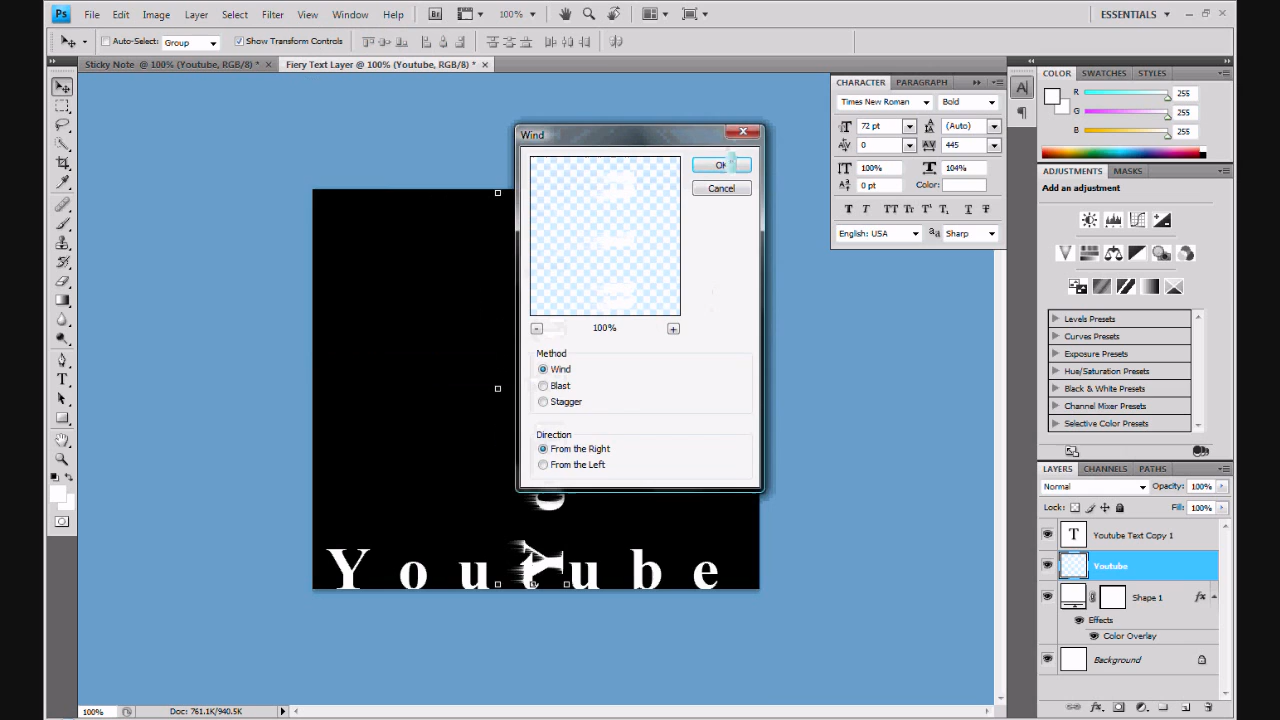 Ps File Edit Image Layer Select Filter View Window Help Br 100% ESSENTIALS
Auto-Select: Group Show Transform Controls
Sticky Note @ 100% (Youtube, RGB/8) * Fiery Text Layer @ 100% (Youtube, RGB/8) *
CHARACTER PARAGRAPH
Times New Roman Bold
72 pt (Auto)
0 445
100% 104%
0 pt Color:
English: USA Sharp
COLOR SWATCHES STYLES
R 255
G 255
B 255
ADJUSTMENTS MASKS
Add an adjustment
Levels Presets
Curves Presets
Exposure Presets
Hue/Saturation Presets
Black & White Presets
Channel Mixer Presets
Selective Color Presets
LAYERS CHANNELS PATHS
Normal Opacity: 100%
Lock: Fill: 100%
T Youtube Text Copy 1
Youtube
Shape 1 fx
Effects
Color Overlay
Background
Wind
OK
Cancel
100%
Method
Wind
Blast
Stagger
Direction
From the Right
From the Left
Youtube
100% Doc: 761.1K/940.5K